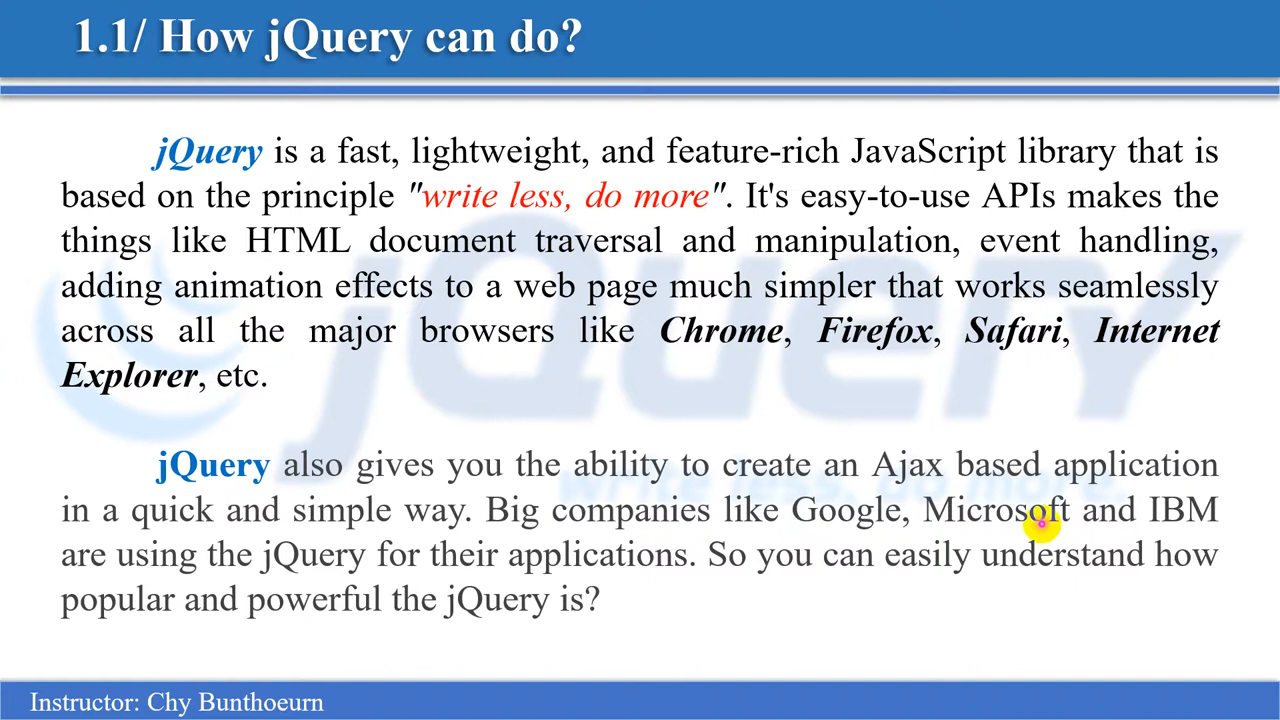 1.1/ How jQuery can do?
jQuery is a fast, lightweight, and feature-rich JavaScript library that is
based on the principle "write less, do more". It's easy-to-use APIs makes the
things like HTML document traversal and manipulation, event handling,
adding animation effects to a web page much simpler that works seamlessly
across all the major browsers like Chrome, Firefox, Safari, Internet
Explorer, etc.
jQuery also gives you the ability to create an Ajax based application
in a quick and simple way. Big companies like Google, Microsoft and IBM
are using the jQuery for their applications. So you can easily understand how
popular and powerful the jQuery is?
jQuery
Instructor: Chy Bunthoeurn